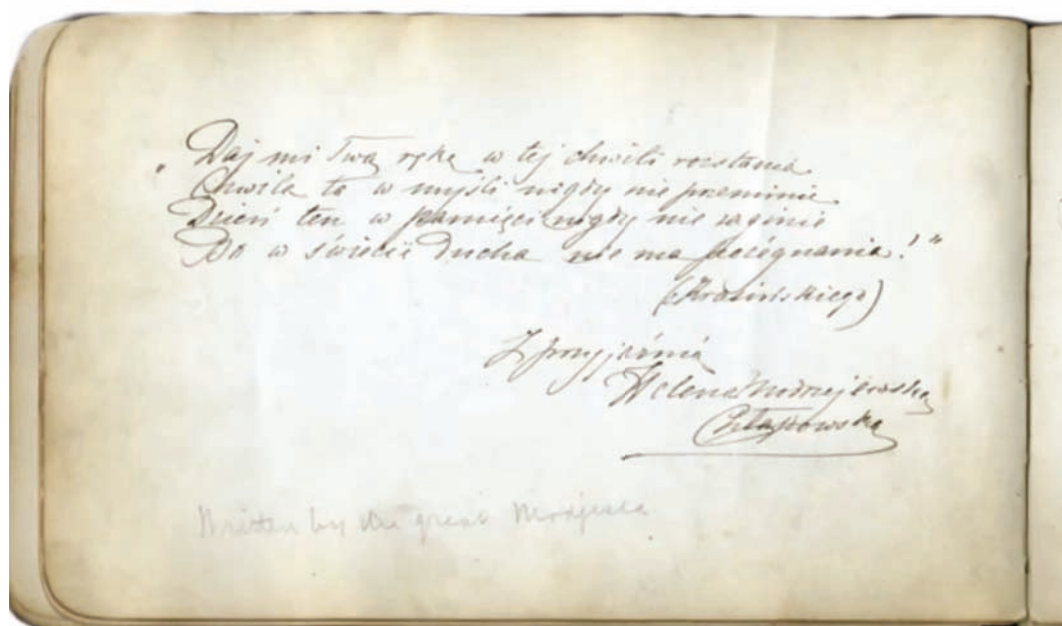 „Daj mi Twą rękę w tej chwili rozstania
Chwila ta w myśli nigdy nie przeminie
Dzień ten w pamięci nigdy nie zaginie
Bo w świecie Ducha nie ma pożegnania!"
(Krasińskiego)
Z przyjaźnią
Helena Modrzejewska
Chłapowska
Written by the great Modjeska